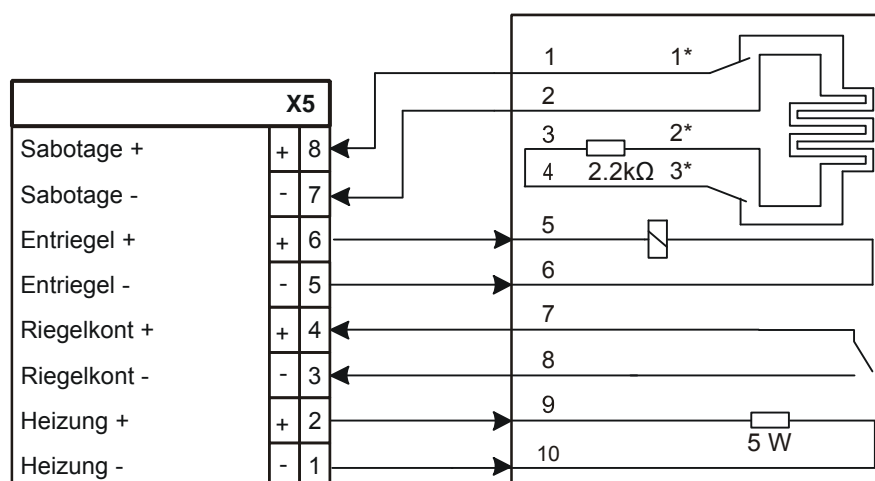 X5
Sabotage + + 8
Sabotage - - 7
Entriegel + + 6
Entriegel - - 5
Riegelkont + + 4
Riegelkont - - 3
Heizung + + 2
Heizung - - 1
1 1*
2
3 2*
2.2kΩ
4 3*
5
6
7
8
9
5 W
10